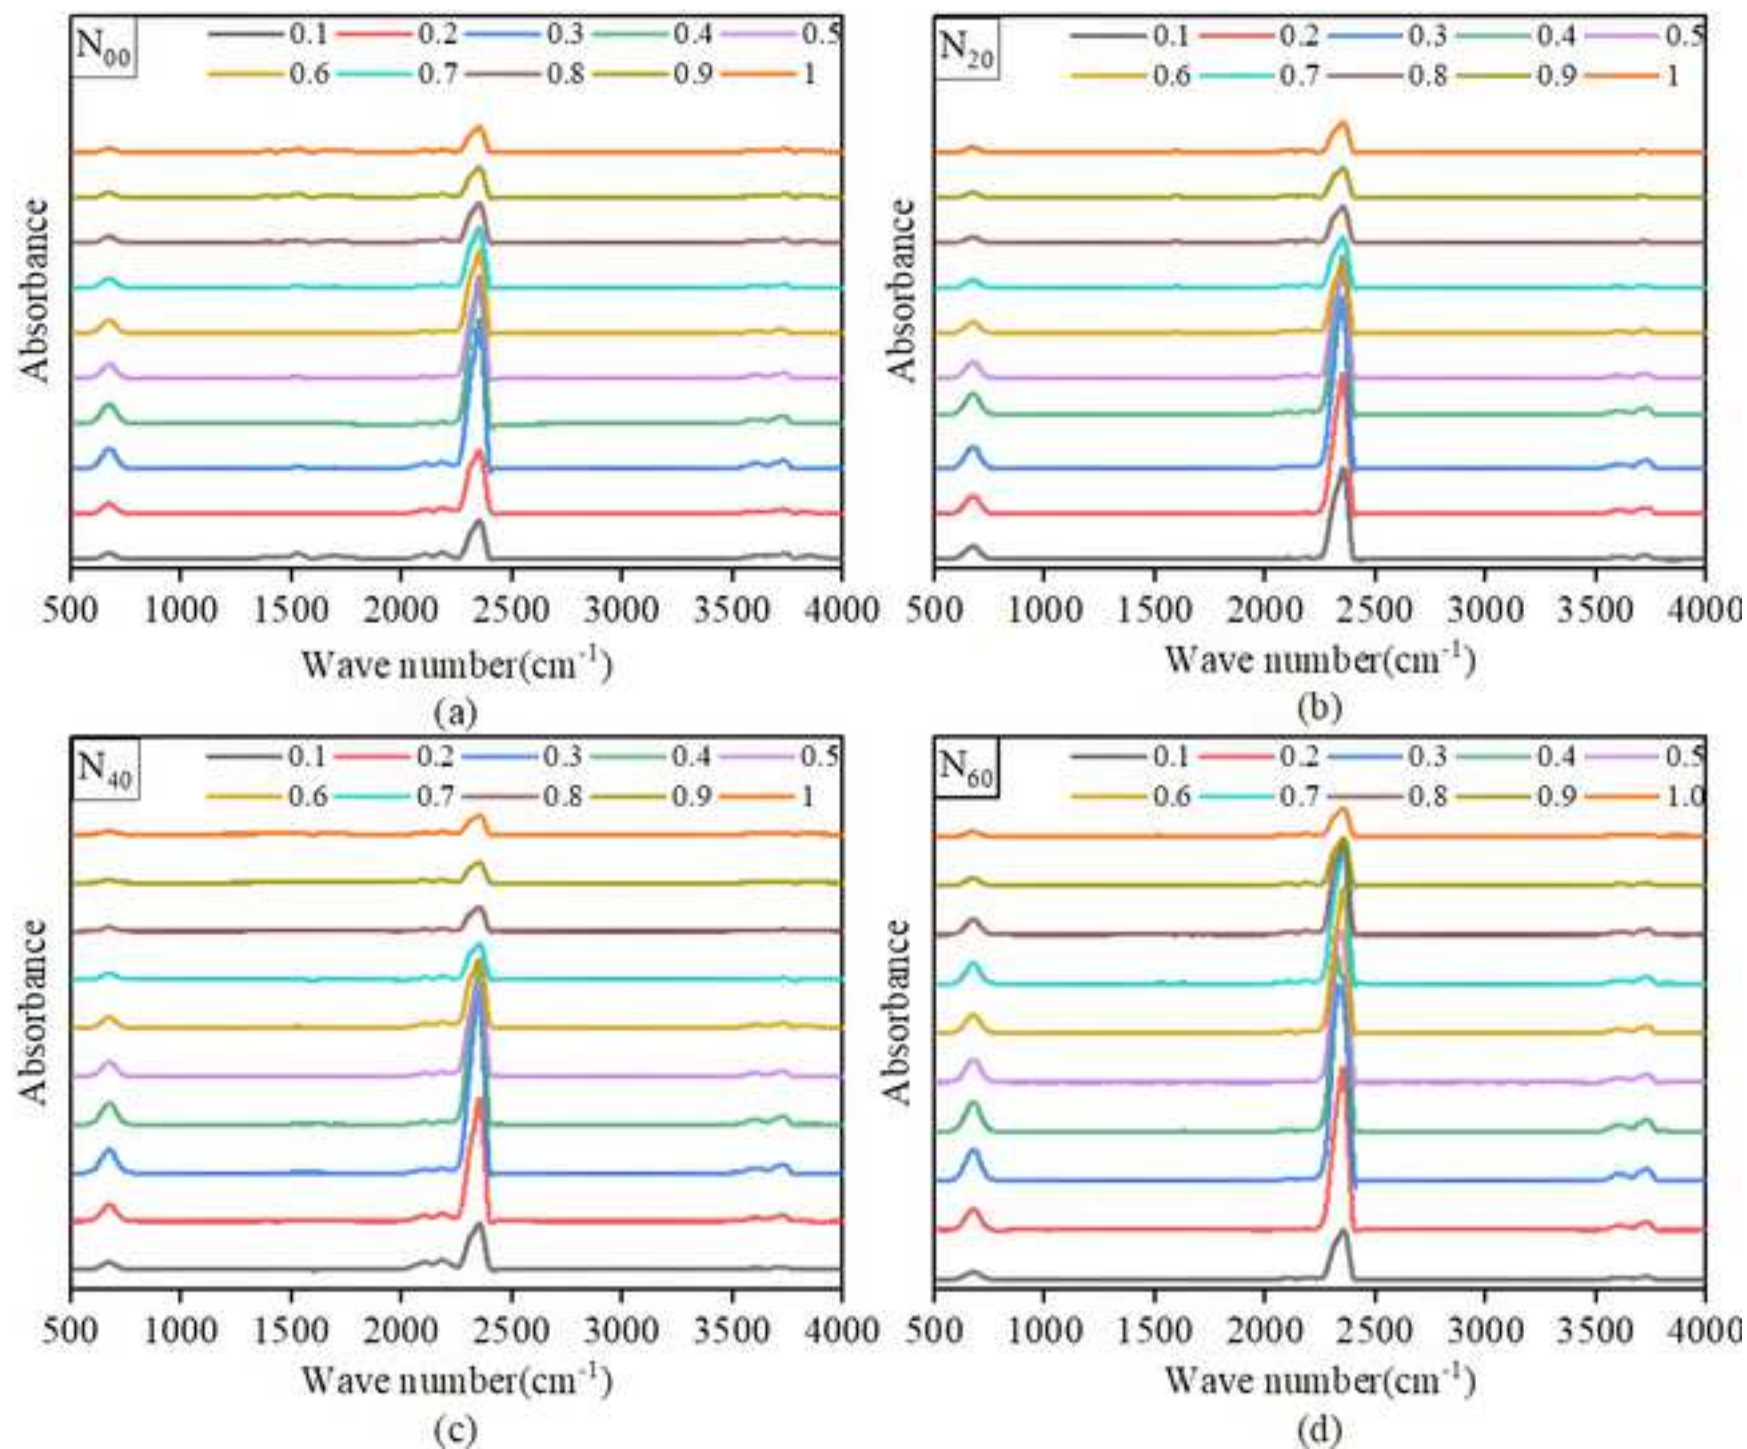 N00 0.1 0.2 0.3 0.4 0.5
0.6 0.7 0.8 0.9 1
Absorbance
500 1000 1500 2000 2500 3000 3500 4000
Wave number(cm-1)
(a)
N20 0.1 0.2 0.3 0.4 0.5
0.6 0.7 0.8 0.9 1
Absorbance
500 1000 1500 2000 2500 3000 3500 4000
Wave number(cm-1)
(b)
N40 0.1 0.2 0.3 0.4 0.5
0.6 0.7 0.8 0.9 1
Absorbance
500 1000 1500 2000 2500 3000 3500 4000
Wave number(cm-1)
(c)
N60 0.1 0.2 0.3 0.4 0.5
0.6 0.7 0.8 0.9 1.0
Absorbance
500 1000 1500 2000 2500 3000 3500 4000
Wave number(cm-1)
(d)